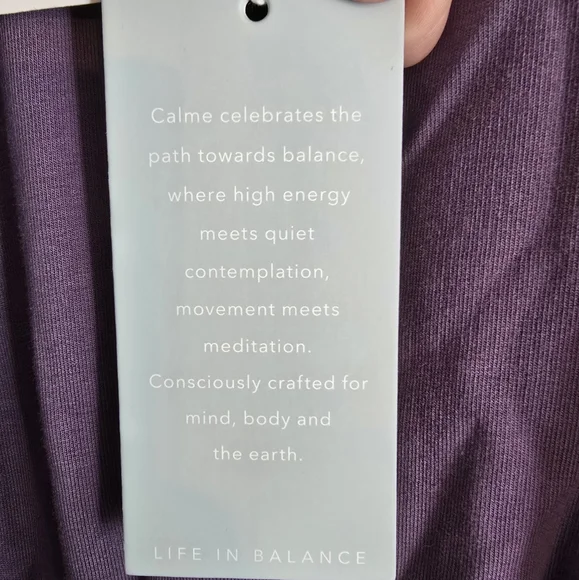 Calme celebrates the
path towards balance,
where high energy
meets quiet
contemplation,
movement meets
meditation.
Consciously crafted for
mind, body and
the earth.
LIFE IN BALANCE